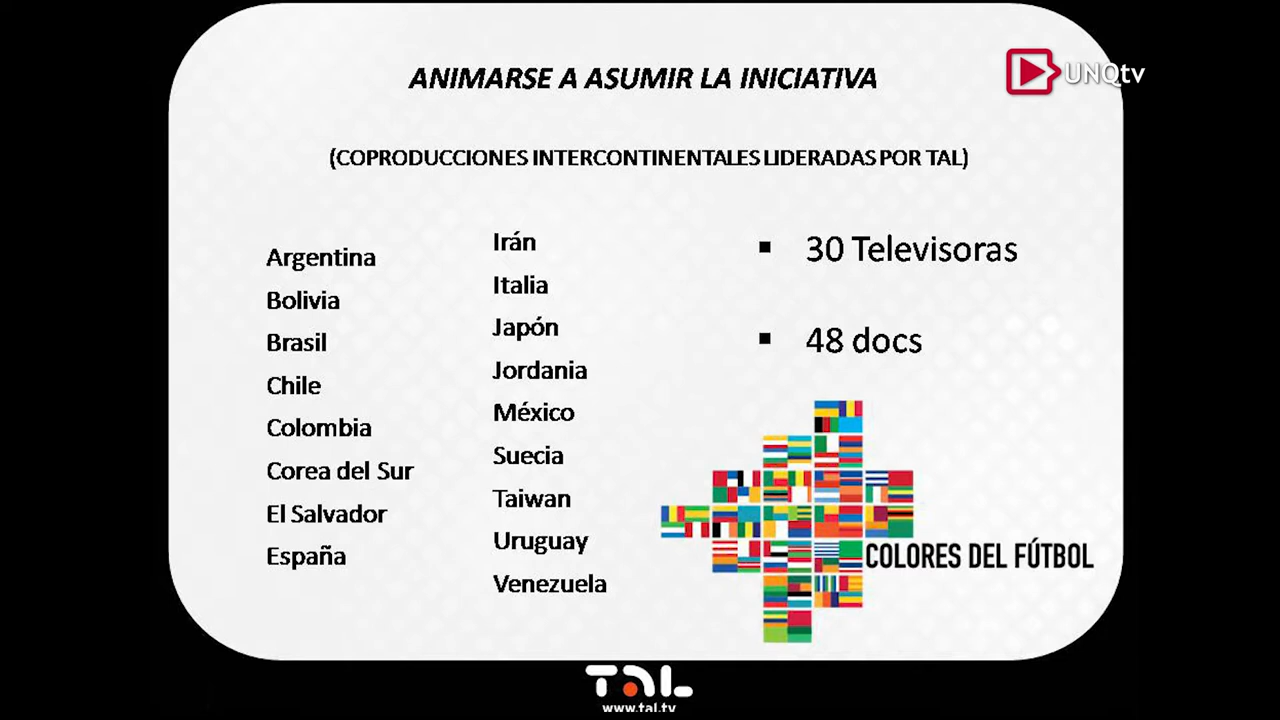 ANIMARSE A ASUMIR LA INICIATIVA
UNQtv
(COPRODUCCIONES INTERCONTINENTALES LIDERADAS POR TAL)
Argentina
Bolivia
Brasil
Chile
Colombia
Corea del Sur
El Salvador
España
Irán
Italia
Japón
Jordania
México
Suecia
Taiwan
Uruguay
Venezuela
▪ 30 Televisoras
▪ 48 docs
COLORES DEL FÚTBOL
TAL
www.tal.tv